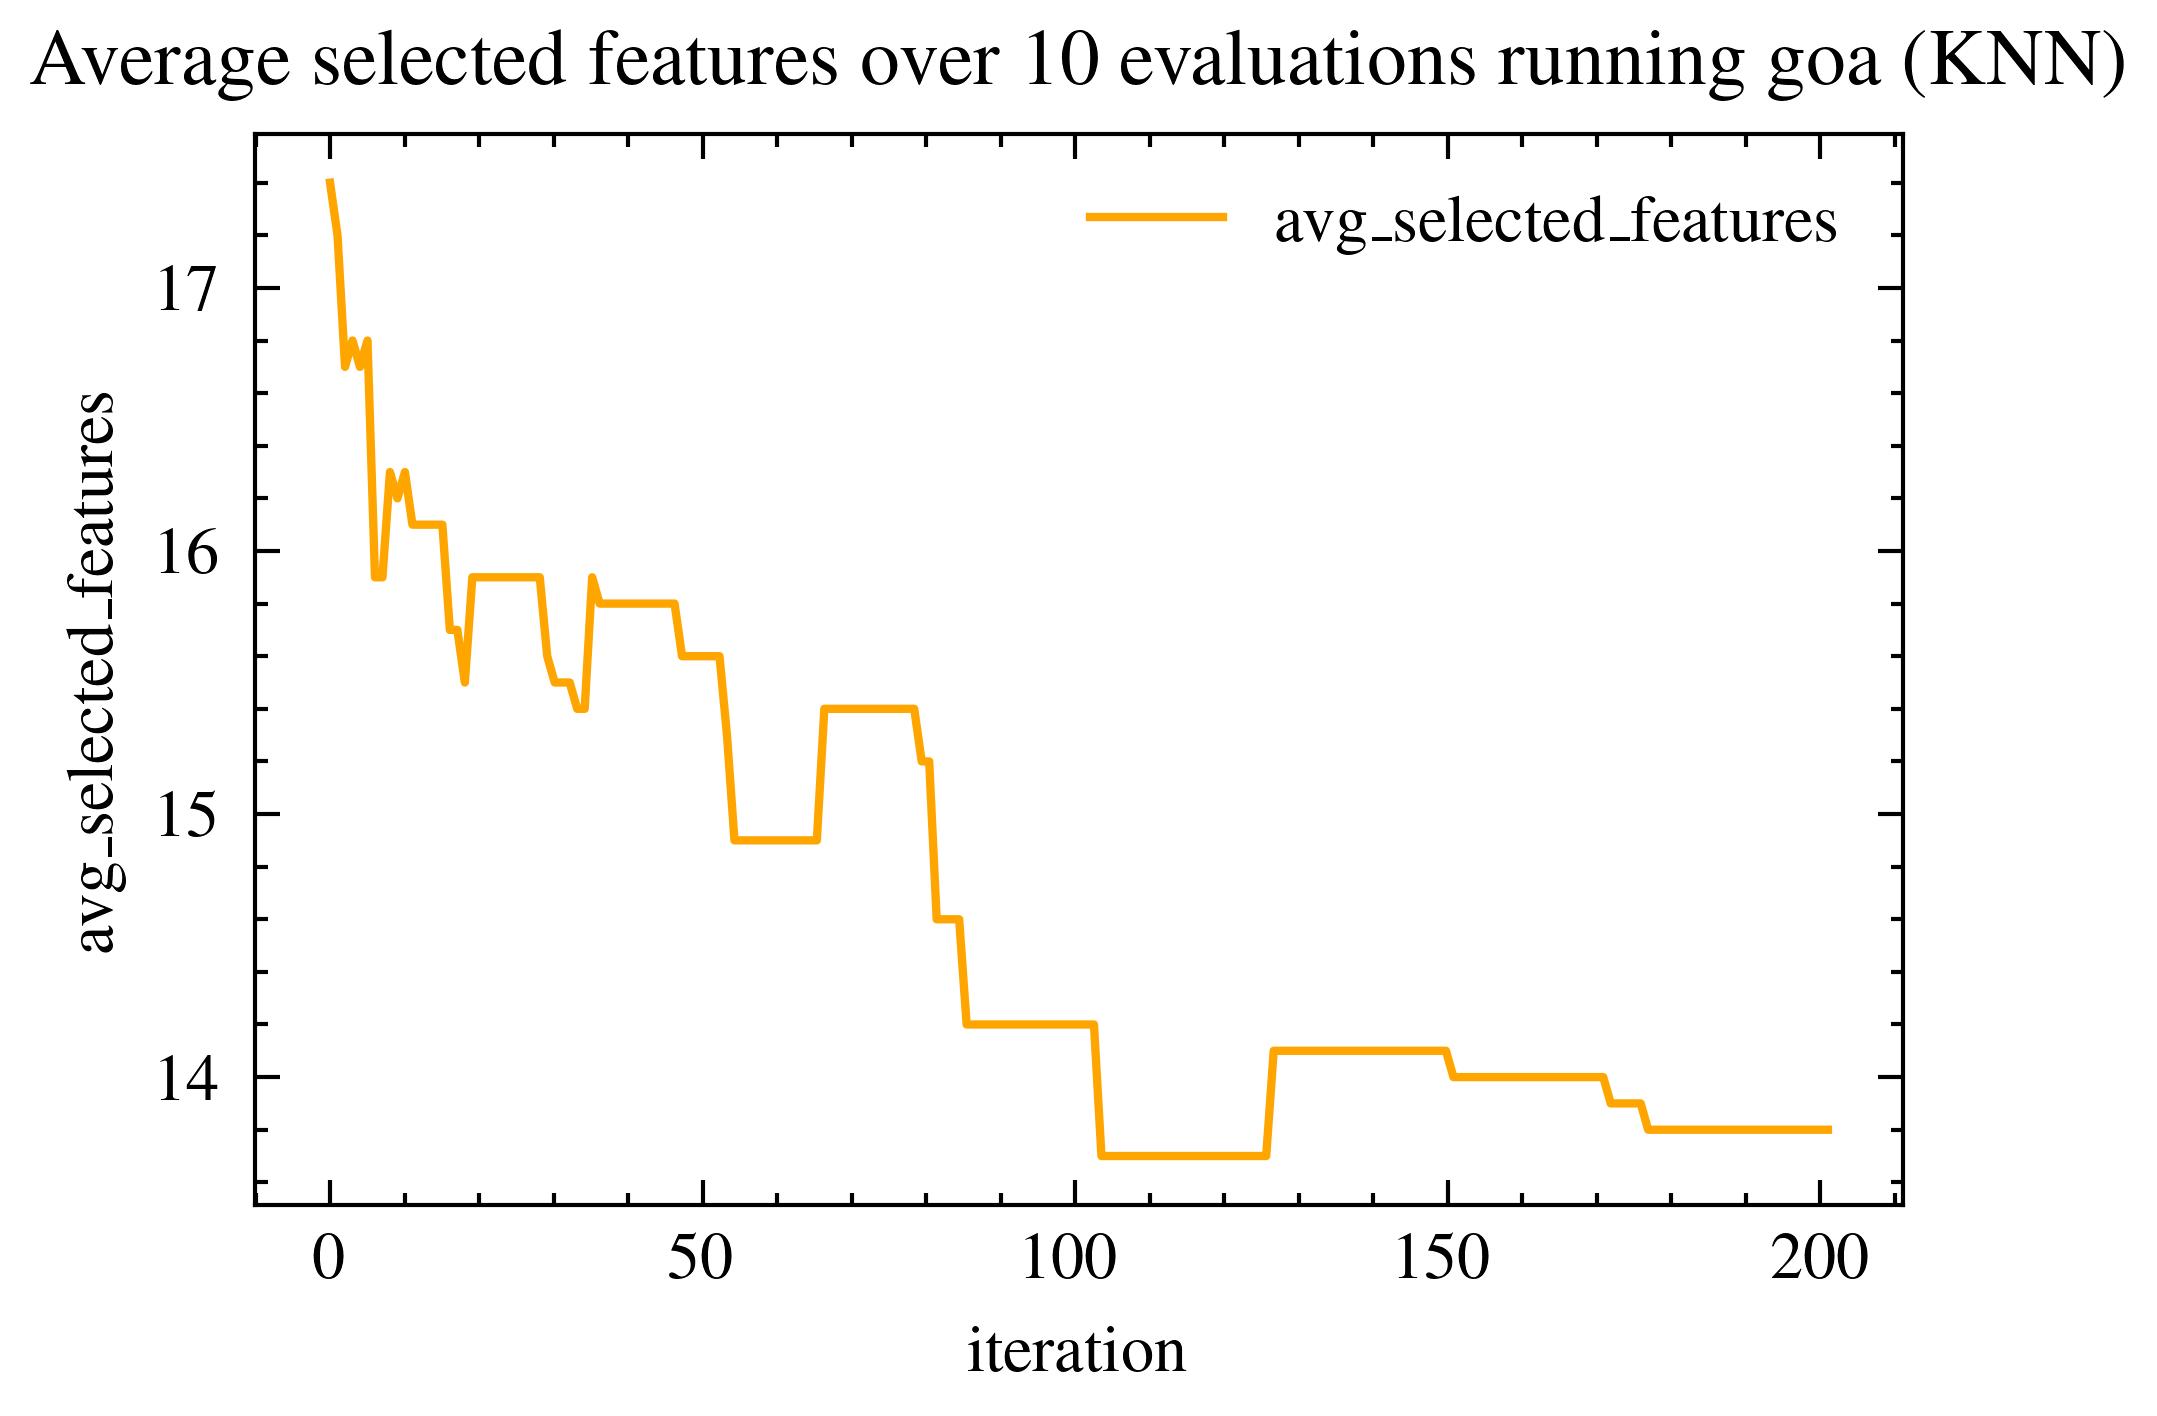 Average selected features over 10 evaluations running goa (KNN)
avg_selected_features
17
16
15
14
avg_selected_features
0 50 100 150 200
iteration